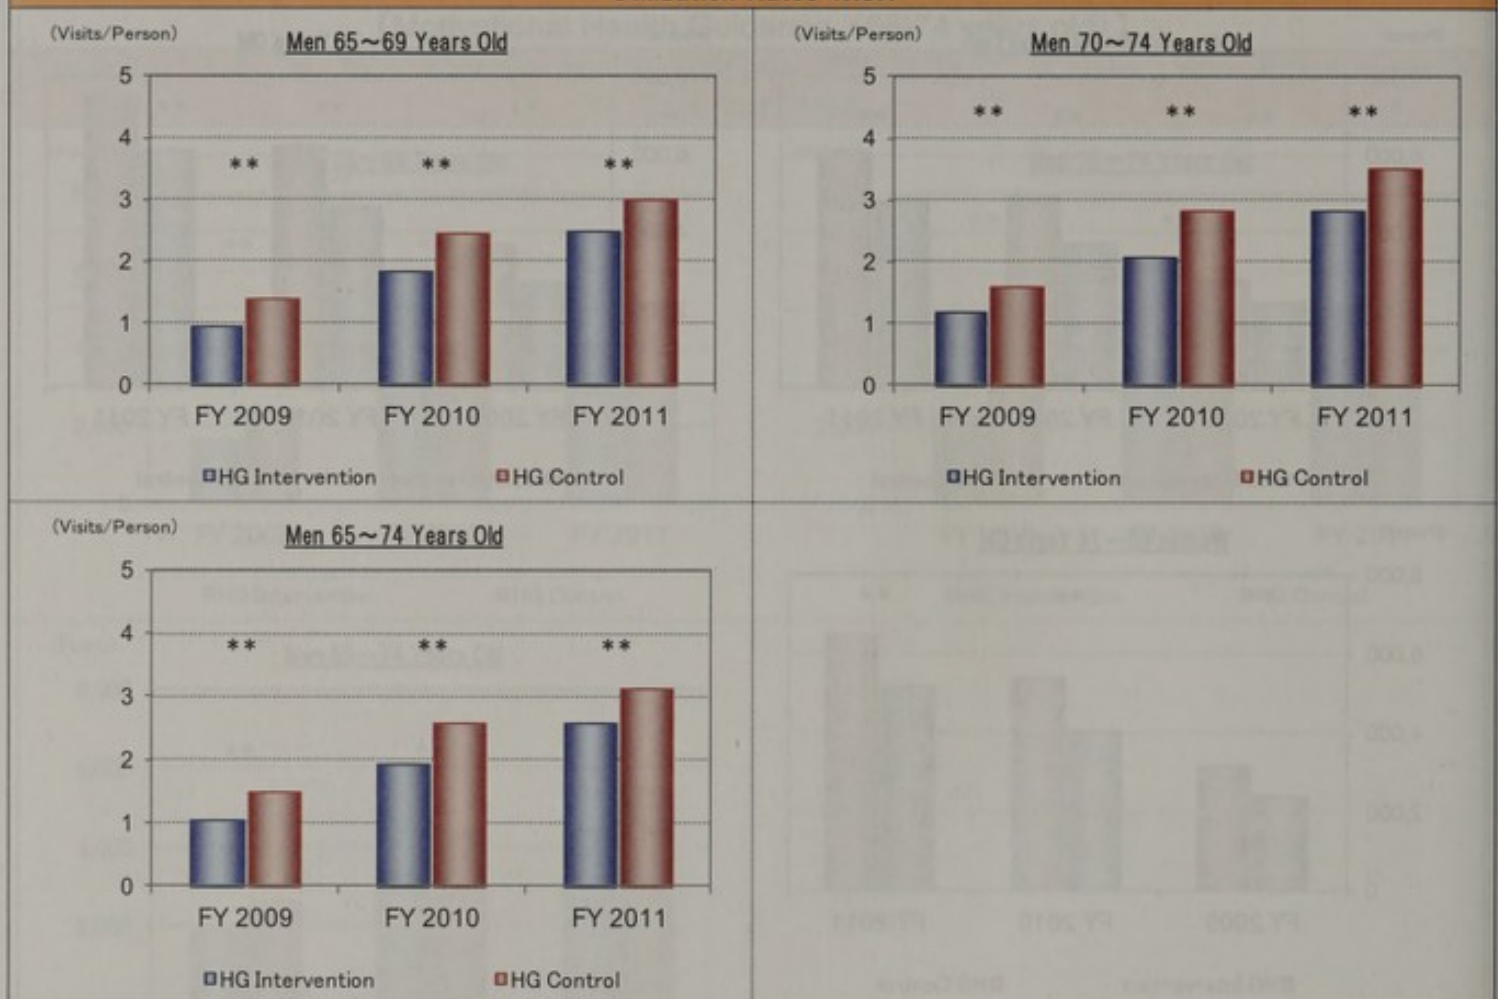 (Visits/Person)
Men 65~69 Years Old
5
4
3
2
1
0
** ** **
FY 2009 FY 2010 FY 2011
HG Intervention HG Control
(Visits/Person)
Men 70~74 Years Old
5
4
3
2
1
0
** ** **
FY 2009 FY 2010 FY 2011
HG Intervention HG Control
(Visits/Person)
Men 65~74 Years Old
5
4
3
2
1
0
** ** **
FY 2009 FY 2010 FY 2011
HG Intervention HG Control